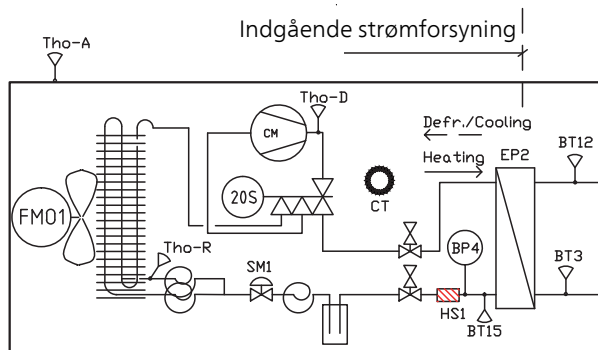 Indgående strømforsyning
Tho-A
Tho-D
Defr./Cooling
Heating
EP2
BT12
CM
20S
CT
FM01
Tho-R
SM1
BP4
BT3
HS1
BT15